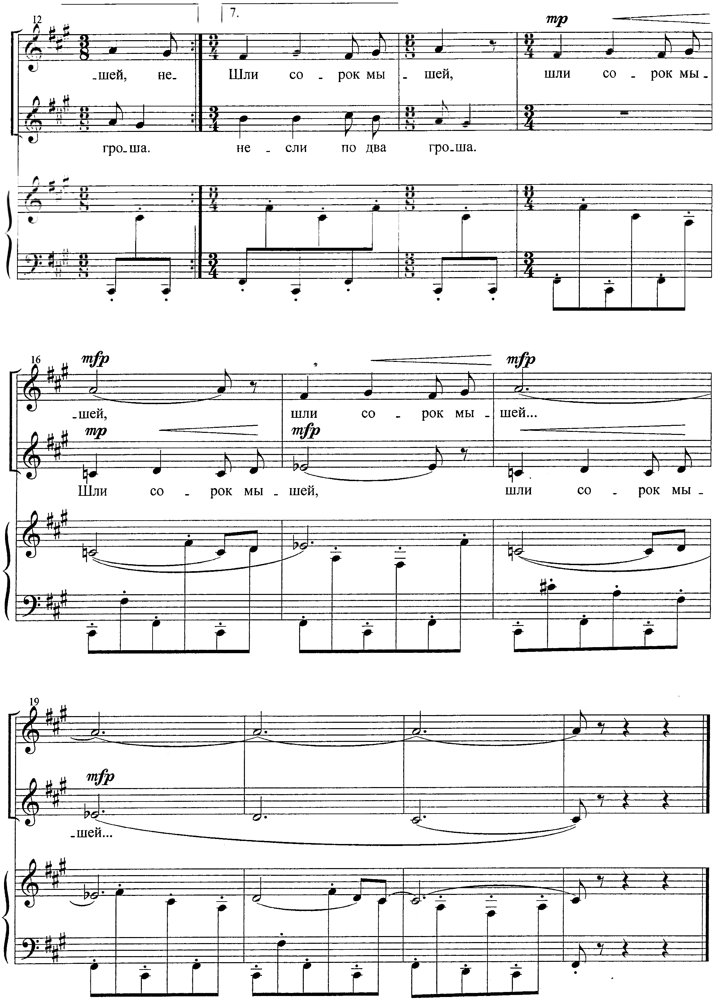 7.
12
mp
-шей, не-
Шли со - рок мы - шей,
шли со - рок мы-
гро-ша.
не - сли по два гро-ша.
16
mfp
mfp
-шей,
шли со - рок мы - шей...
mp
mfp
Шли со - рок мы - шей,
шли со - рок мы-
19
mfp
-шей...